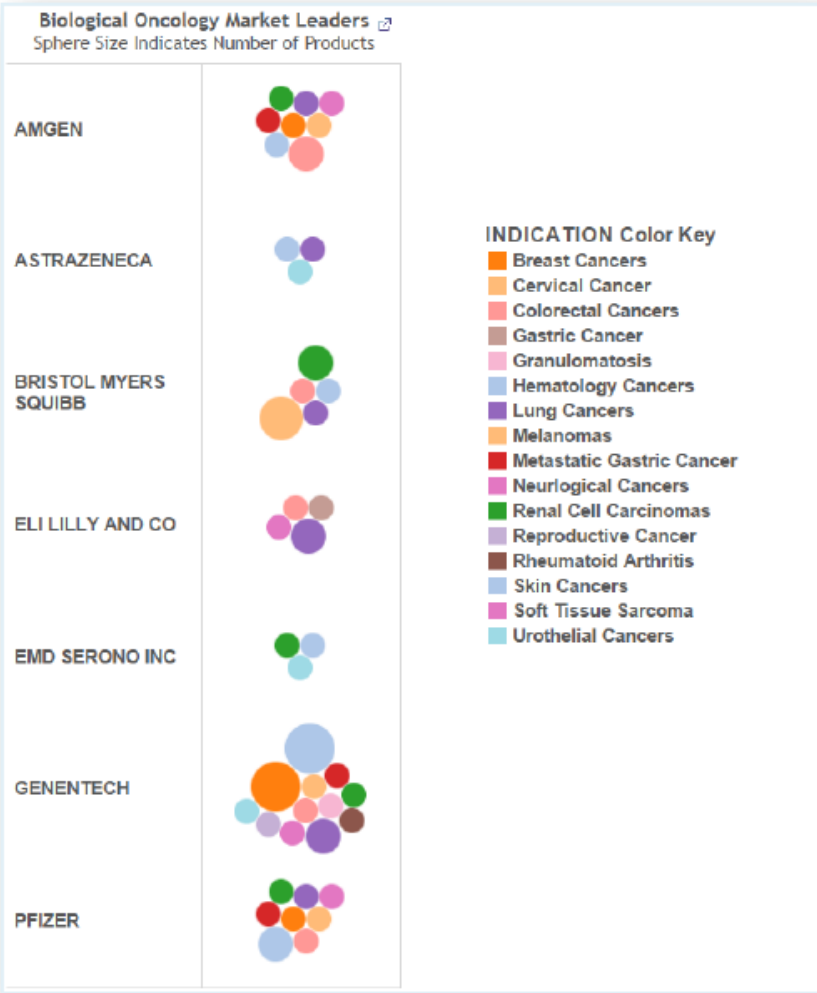 Biological Oncology Market Leaders
Sphere Size Indicates Number of Products
AMGEN
ASTRAZENECA
BRISTOL MYERS
SQUIBB
ELI LILLY AND CO
EMD SERONO INC
GENENTECH
PFIZER
INDICATION Color Key
Breast Cancers
Cervical Cancer
Colorectal Cancers
Gastric Cancer
Granulomatosis
Hematology Cancers
Lung Cancers
Melanomas
Metastatic Gastric Cancer
Neurlogical Cancers
Renal Cell Carcinomas
Reproductive Cancer
Rheumatoid Arthritis
Skin Cancers
Soft Tissue Sarcoma
Urothelial Cancers